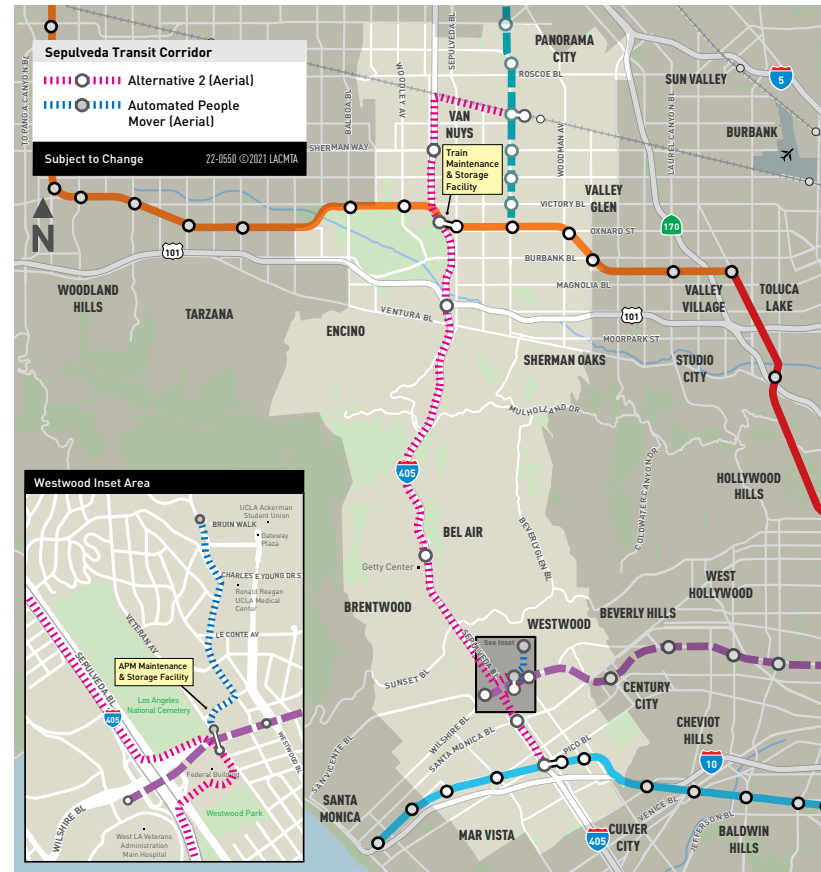 Sepulveda Transit Corridor
Alternative 2 (Aerial)
Automated People
Mover (Aerial)
Subject to Change
22-0550 ©2021 LACMTA
TOPANGA CANYON BL
BALBOA BL
WOODLEY AV
SEPULVEDA BL
PANORAMA
CITY
ROSCOE BL
SUN VALLEY
5
VAN
NUYS
SHERMAN WAY
WOODMAN AV
LAUREL CANYON BL
BURBANK
Train
Maintenance
& Storage
Facility
VALLEY
GLEN
VICTORY BL
OXNARD ST
170
N
101
BURBANK BL
MAGNOLIA BL
WOODLAND
HILLS
TARZANA
VENTURA BL
ENCINO
101
VALLEY
VILLAGE
TOLUCA
LAKE
MOORPARK ST
SHERMAN OAKS
STUDIO
CITY
MULHOLLAND DR
405
COLDWATER CANYON DR
HOLLYWOOD
HILLS
BEL AIR
BEVERLY GLEN BL
Getty Center
WEST
HOLLYWOOD
BRENTWOOD
BEVERLY HILLS
WESTWOOD
SEPULVEDA BL
See Inset
SUNSET BL
CENTURY
CITY
WILSHIRE BL
SANTA MONICA BL
PICO BL
CHEVIOT
HILLS
10
SAN VICENTE BL
SANTA
MONICA
VENICE BL
JEFFERSON BL
MAR VISTA
405
CULVER
CITY
BALDWIN
HILLS
Westwood Inset Area
UCLA Ackerman
Student Union
BRUIN WALK
Gateway
Plaza
CHARLES E YOUNG DR S
Ronald Reagan
UCLA Medical
Center
VETERAN AV
LE CONTE AV
SEPULVEDA BL
APM Maintenance
& Storage Facility
Los Angeles
National Cemetery
405
WESTWOOD BL
Federal Building
Westwood Park
WILSHIRE BL
West LA Veterans
Administration
Main Hospital